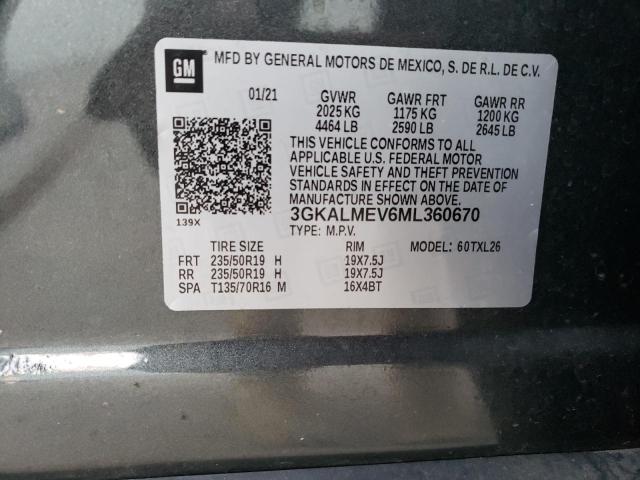 GM MFD BY GENERAL MOTORS DE MEXICO, S. DE R.L. DE C.V.
01/21 GVWR GAWR FRT GAWR RR
2025 KG 1175 KG 1200 KG
4464 LB 2590 LB 2645 LB
THIS VEHICLE CONFORMS TO ALL
APPLICABLE U.S. FEDERAL MOTOR
VEHICLE SAFETY AND THEFT PREVENTION
STANDARDS IN EFFECT ON THE DATE OF
MANUFACTURE SHOWN ABOVE.
3GKALMEV6ML360670
139X TYPE: M.P.V.
TIRE SIZE RIM MODEL: 60TXL26
FRT 235/50R19 H 19X7.5J
RR 235/50R19 H 19X7.5J
SPA T135/70R16 M 16X4BT